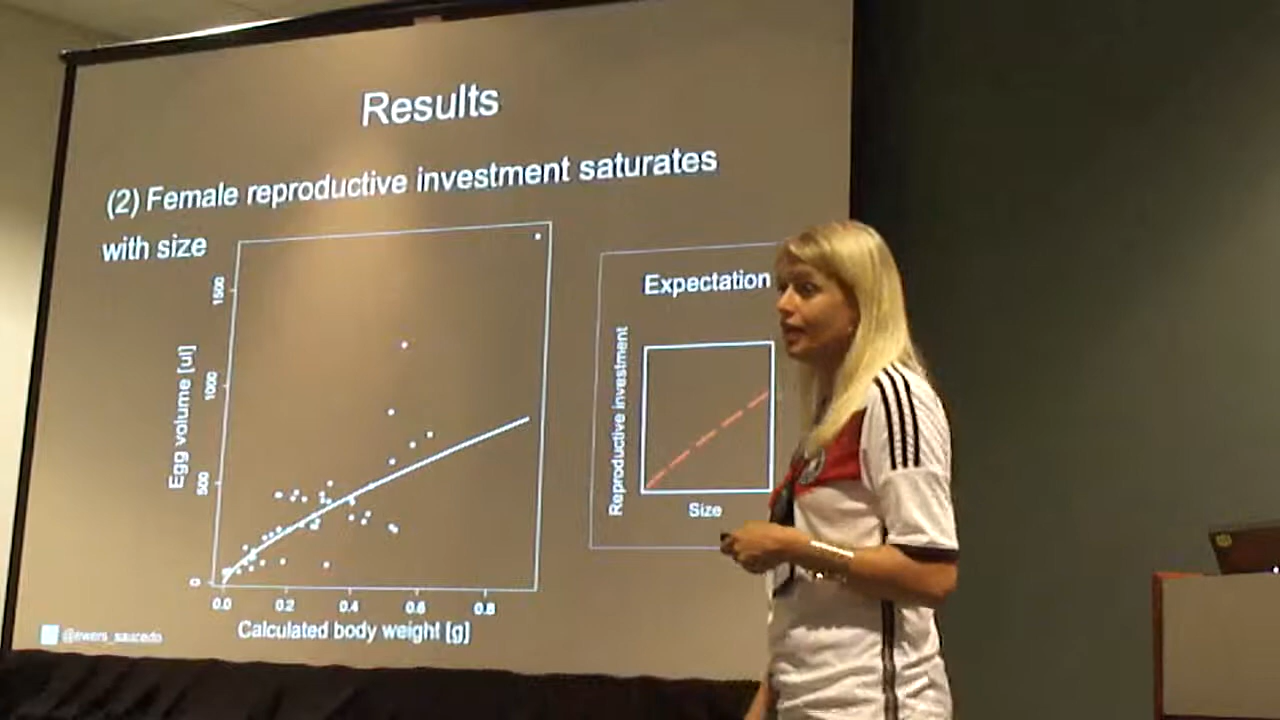 Results
(2) Female reproductive investment saturates
with size
Egg volume [ul]
1500
1000
500
0
0.0 0.2 0.4 0.6 0.8
Calculated body weight [g]
Expectation
Reproductive investment
Size
@ewers_saucedo